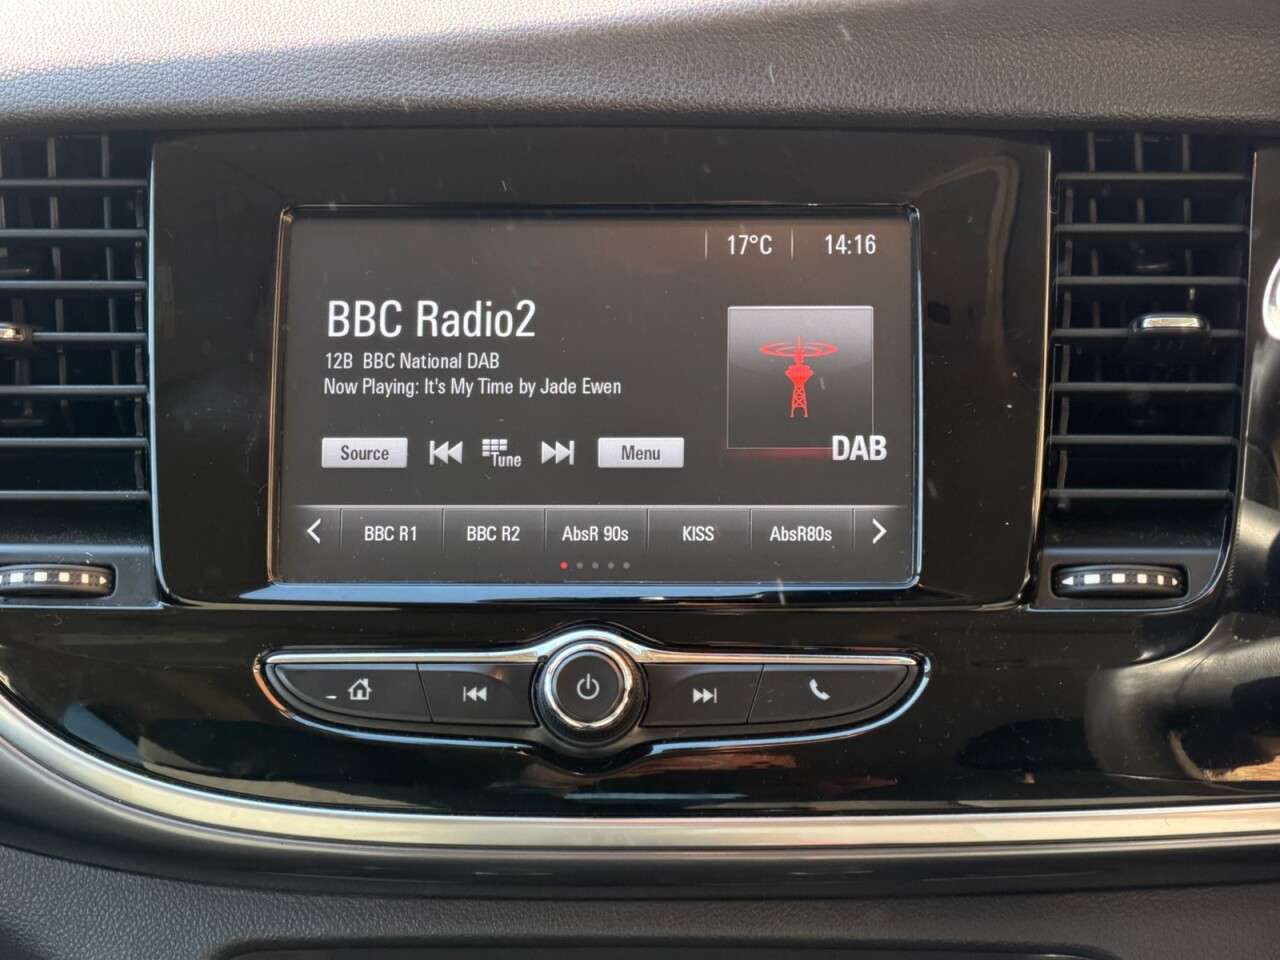 17°C 14:16
BBC Radio2
12B BBC National DAB
Now Playing: It's My Time by Jade Ewen
DAB
Source Tune Menu
BBC R1 BBC R2 AbsR 90s KISS AbsR80s